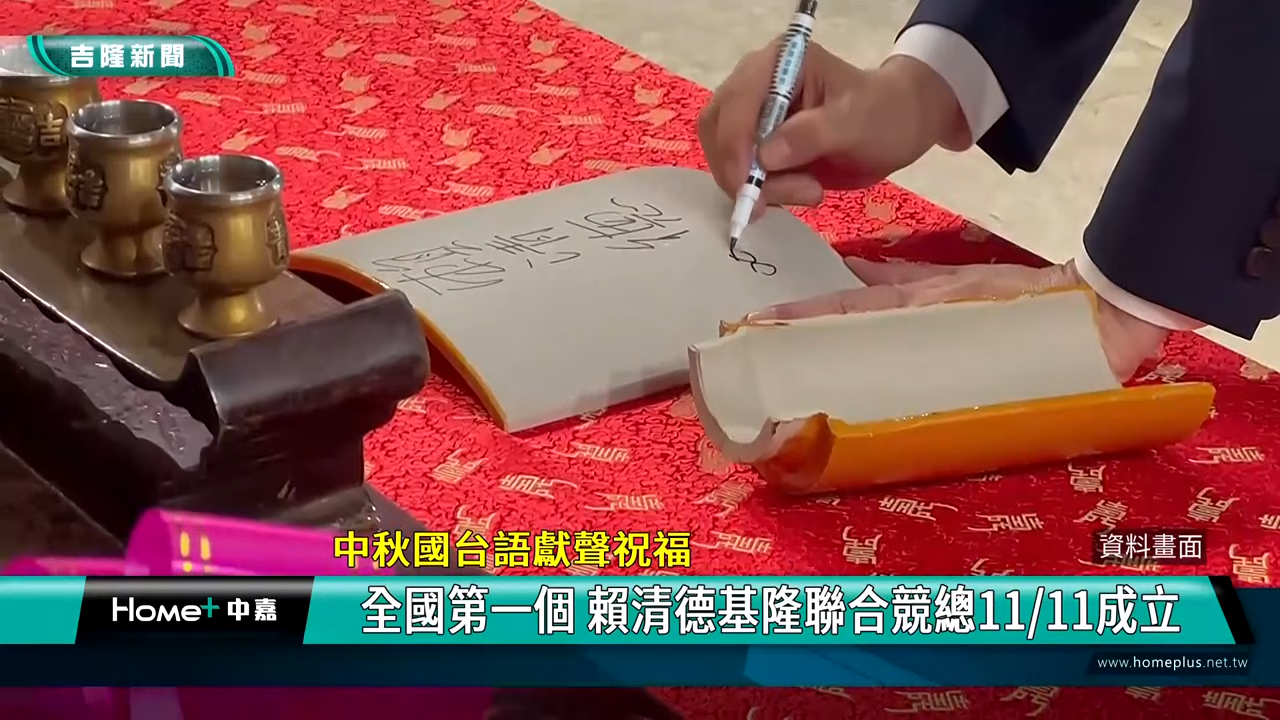 吉隆新聞
中秋國台語獻聲祝福
資料畫面
Home+中嘉
全國第一個 賴清德基隆聯合競總11/11成立
www.homeplus.net.tw